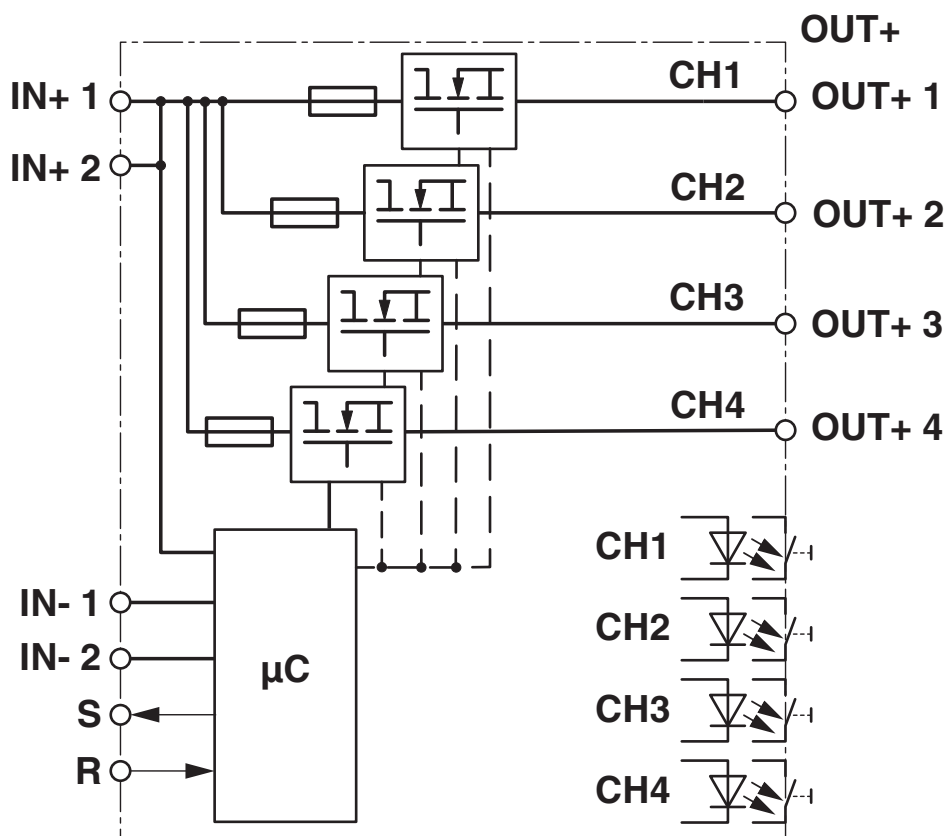 OUT+
IN+ 1
CH1
OUT+ 1
IN+ 2
CH2
OUT+ 2
CH3
OUT+ 3
CH4
OUT+ 4
CH1
IN- 1
CH2
IN- 2
µC
S
CH3
R
CH4